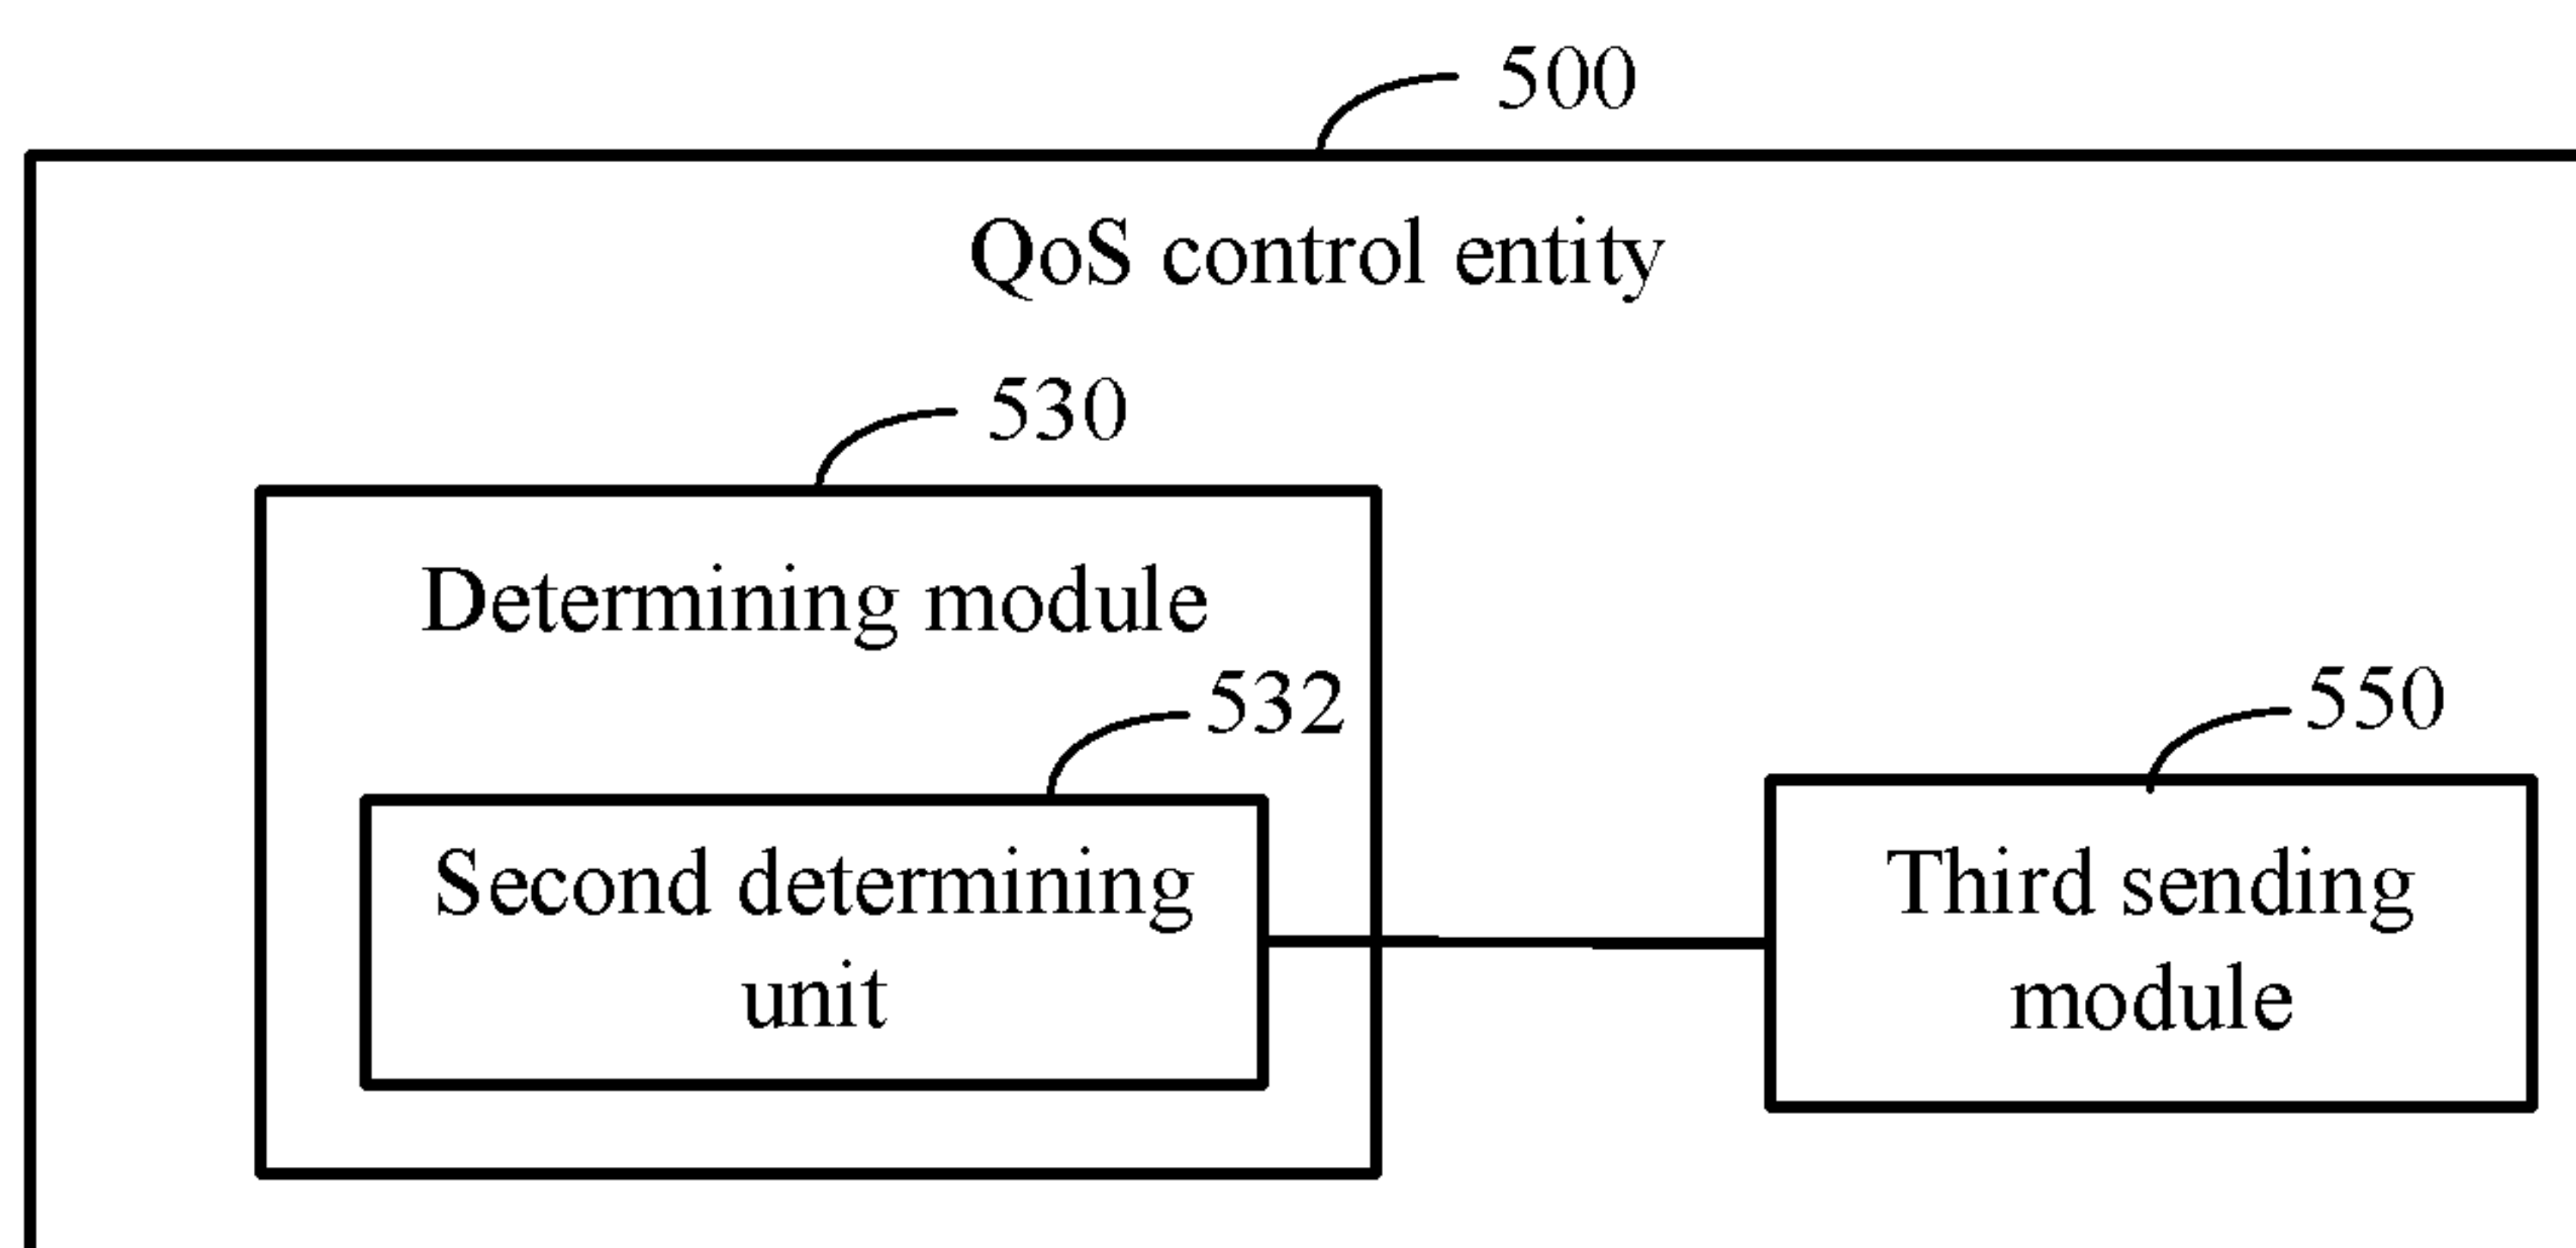 500
QoS control entity
530
Determining module
532
550
Second determining
unit
Third sending
module